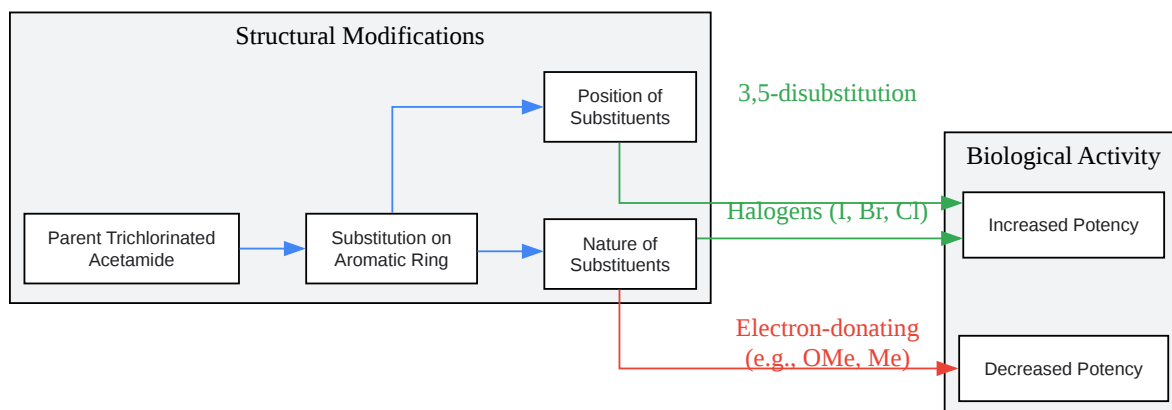 Structural Modifications
Position of
Substituents
3,5-disubstitution
Biological Activity
Parent Trichlorinated
Acetamide
Substitution on
Aromatic Ring
Nature of
Substituents
Halogens (I, Br, Cl)
Increased Potency
Electron-donating
(e.g., OMe, Me)
Decreased Potency